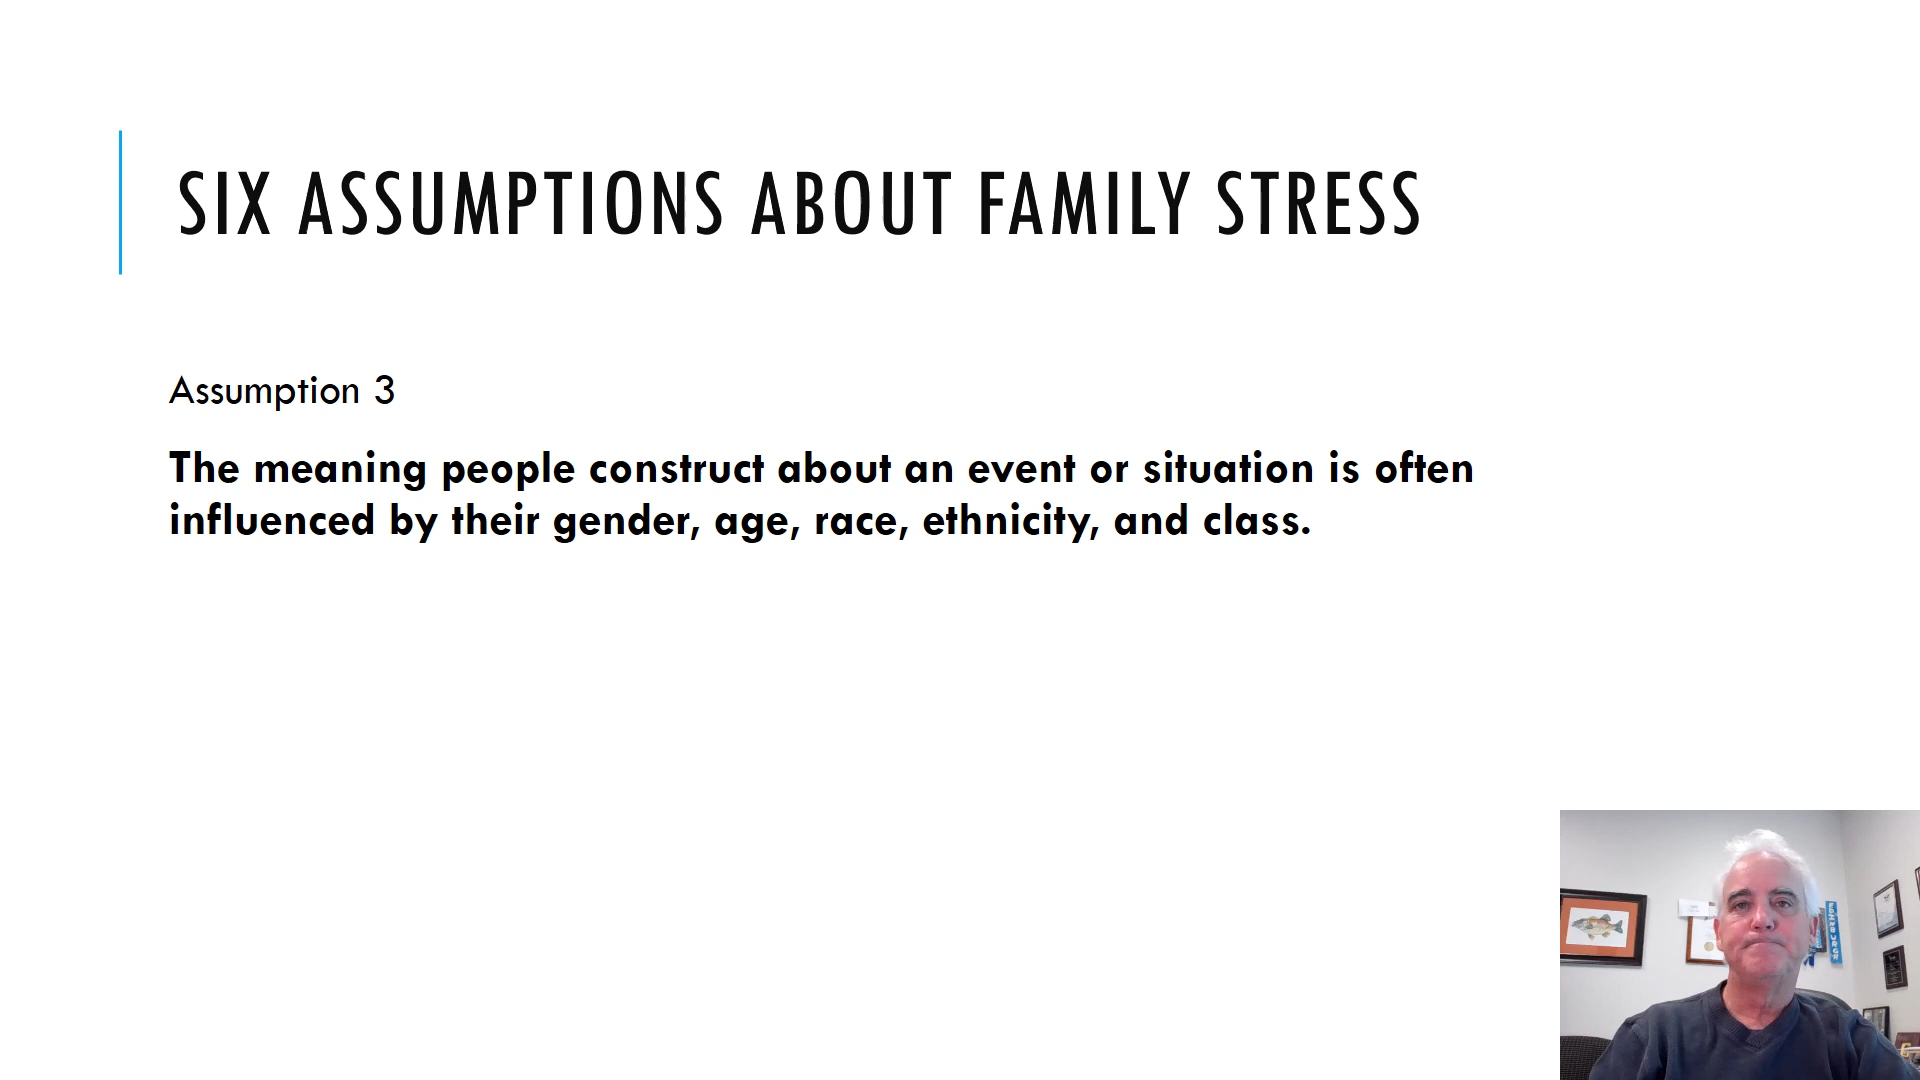 SIX ASSUMPTIONS ABOUT FAMILY STRESS
Assumption 3
The meaning people construct about an event or situation is often
influenced by their gender, age, race, ethnicity, and class.
EDINBURGH